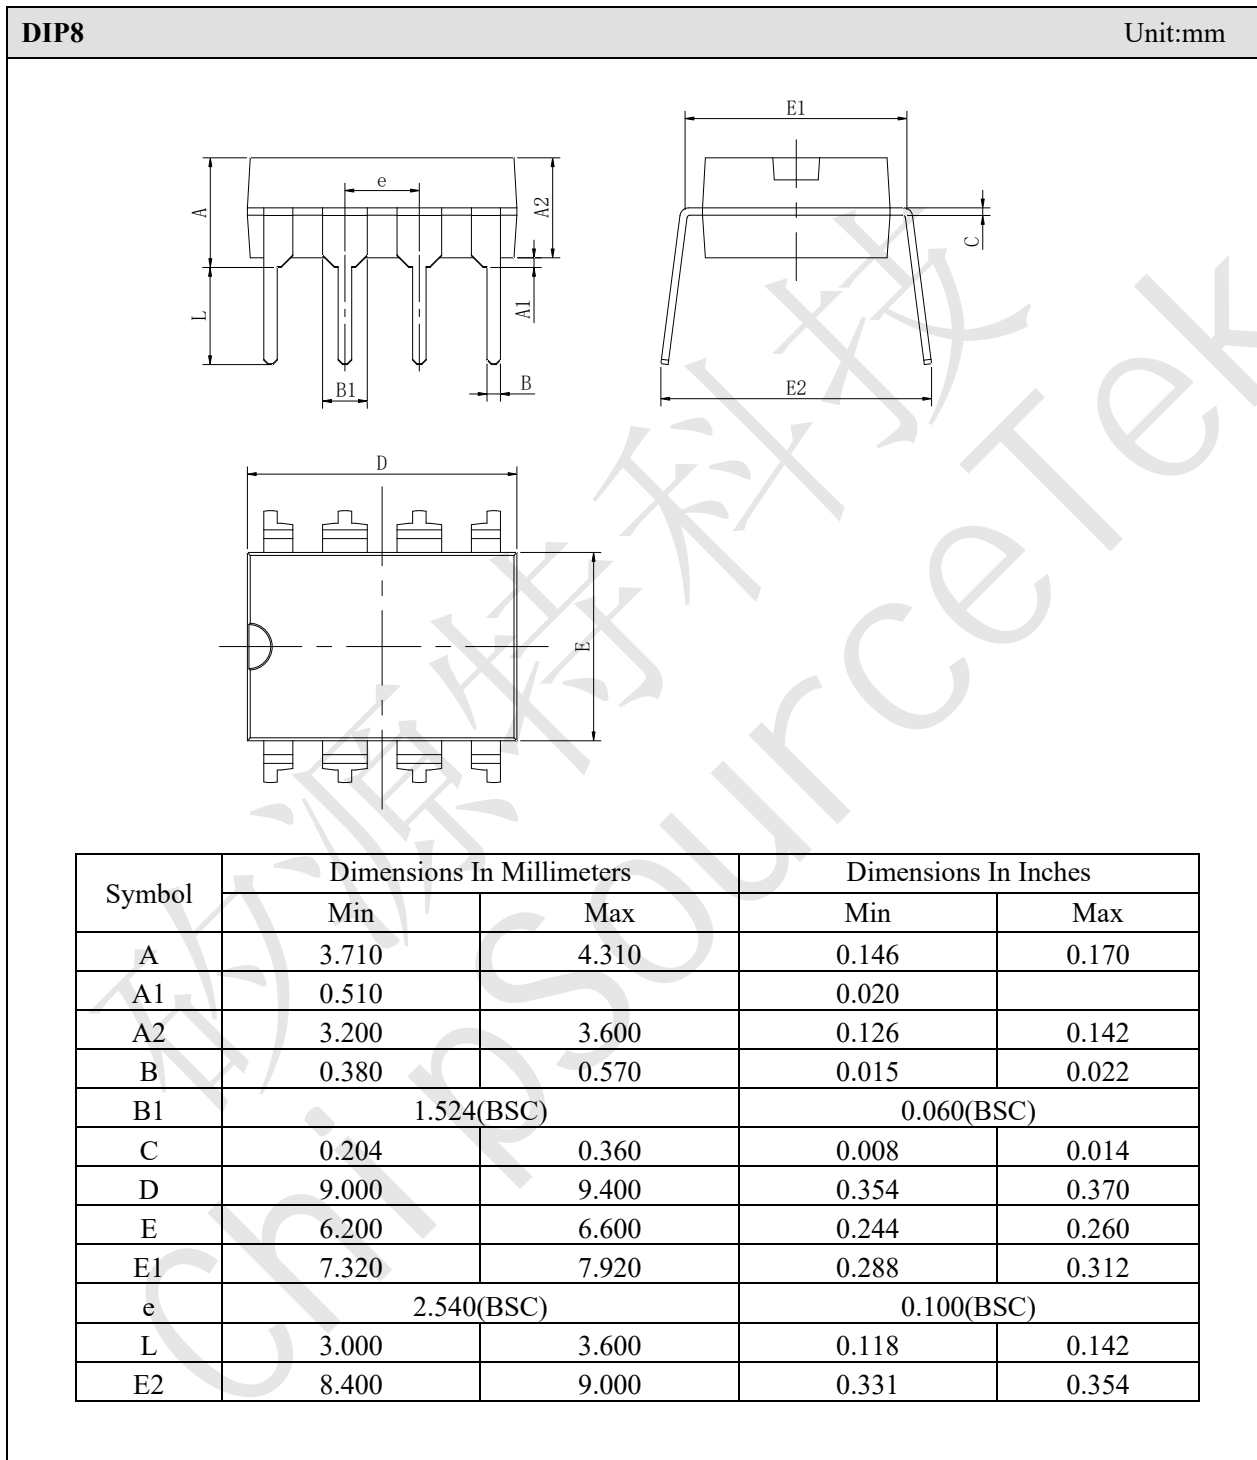 DIP8 Unit:mm
E1
e
A
A2
C
L
A1
B1
B
E2
D
E
Symbol Dimensions In Millimeters Dimensions In Inches
Min Max Min Max
A 3.710 4.310 0.146 0.170
A1 0.510 0.020
A2 3.200 3.600 0.126 0.142
B 0.380 0.570 0.015 0.022
B1 1.524(BSC) 0.060(BSC)
C 0.204 0.360 0.008 0.014
D 9.000 9.400 0.354 0.370
E 6.200 6.600 0.244 0.260
E1 7.320 7.920 0.288 0.312
e 2.540(BSC) 0.100(BSC)
L 3.000 3.600 0.118 0.142
E2 8.400 9.000 0.331 0.354
矽源特科技
ChipSourceTek